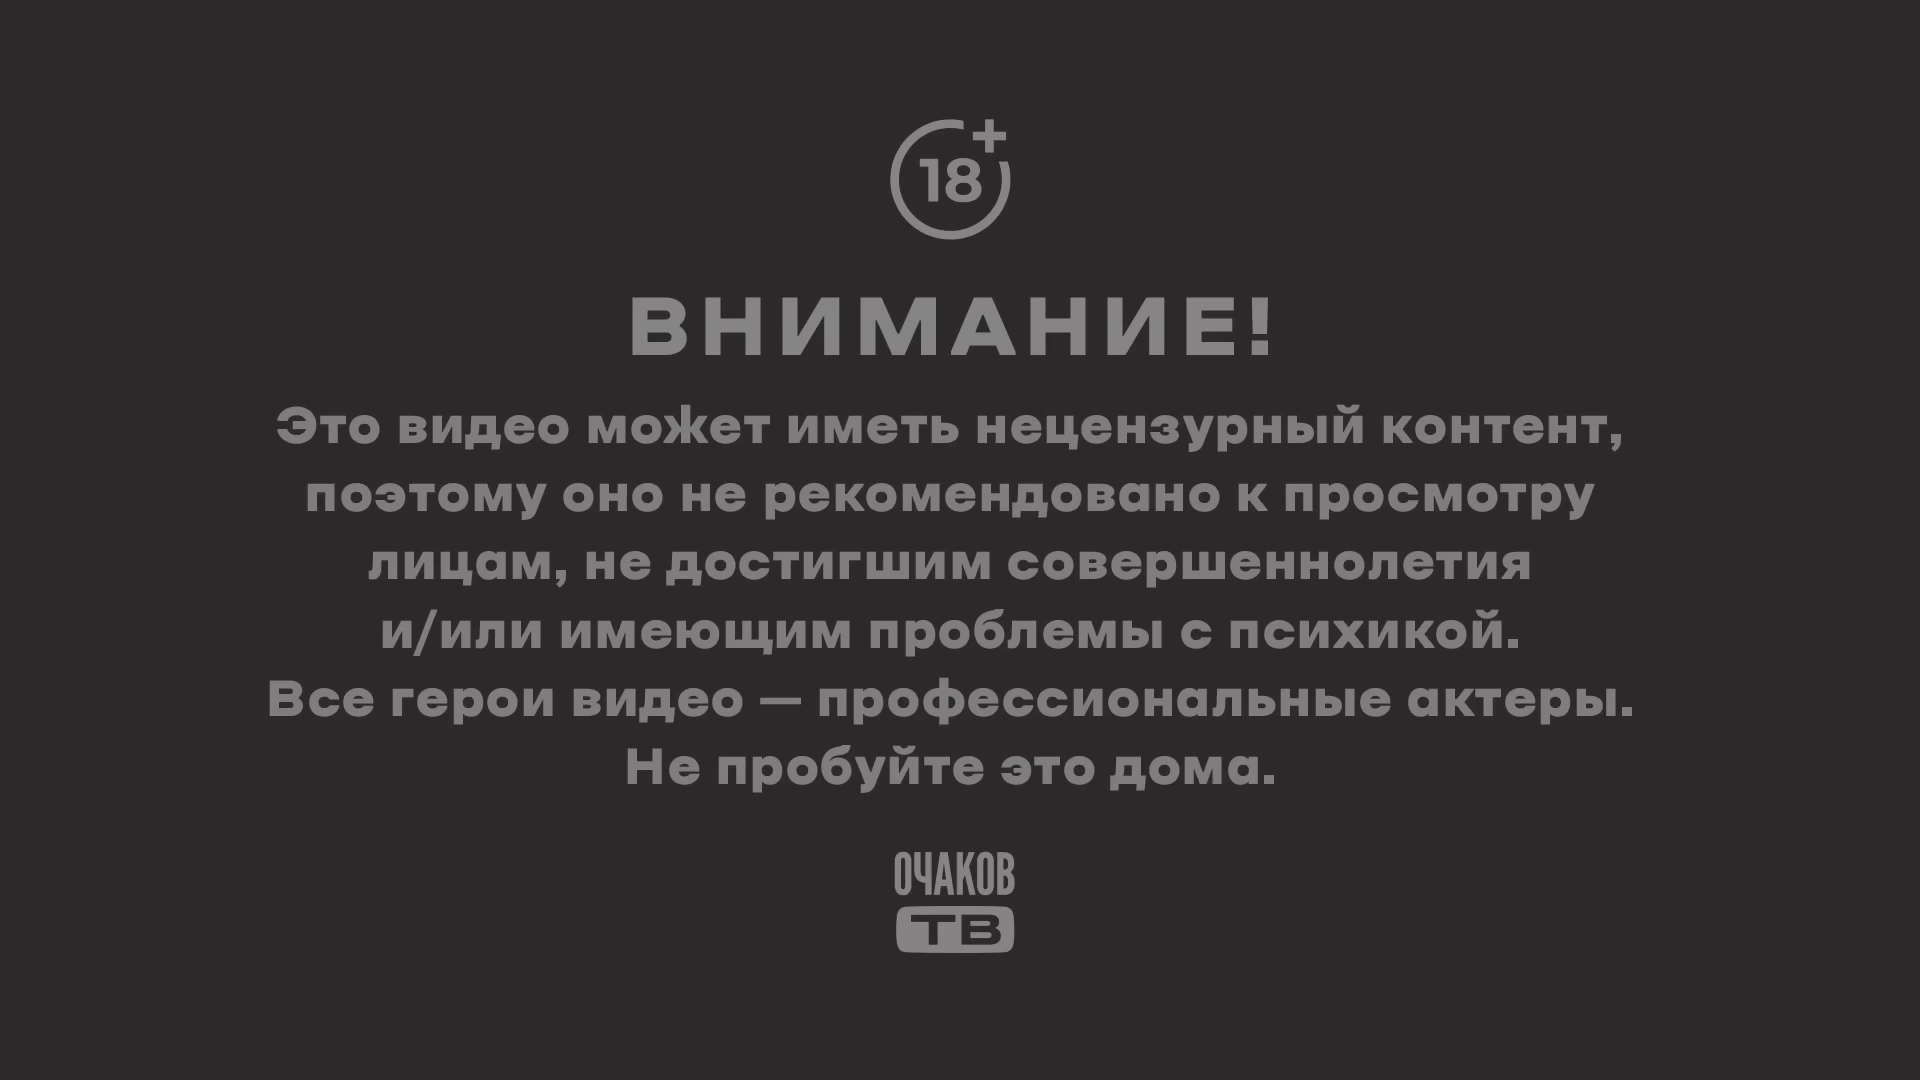 18+
ВНИМАНИЕ!
Это видео может иметь нецензурный контент,
поэтому оно не рекомендовано к просмотру
лицам, не достигшим совершеннолетия
и/или имеющим проблемы с психикой.
Все герои видео — профессиональные актеры.
Не пробуйте это дома.
ОЧАКОВ
ТВ